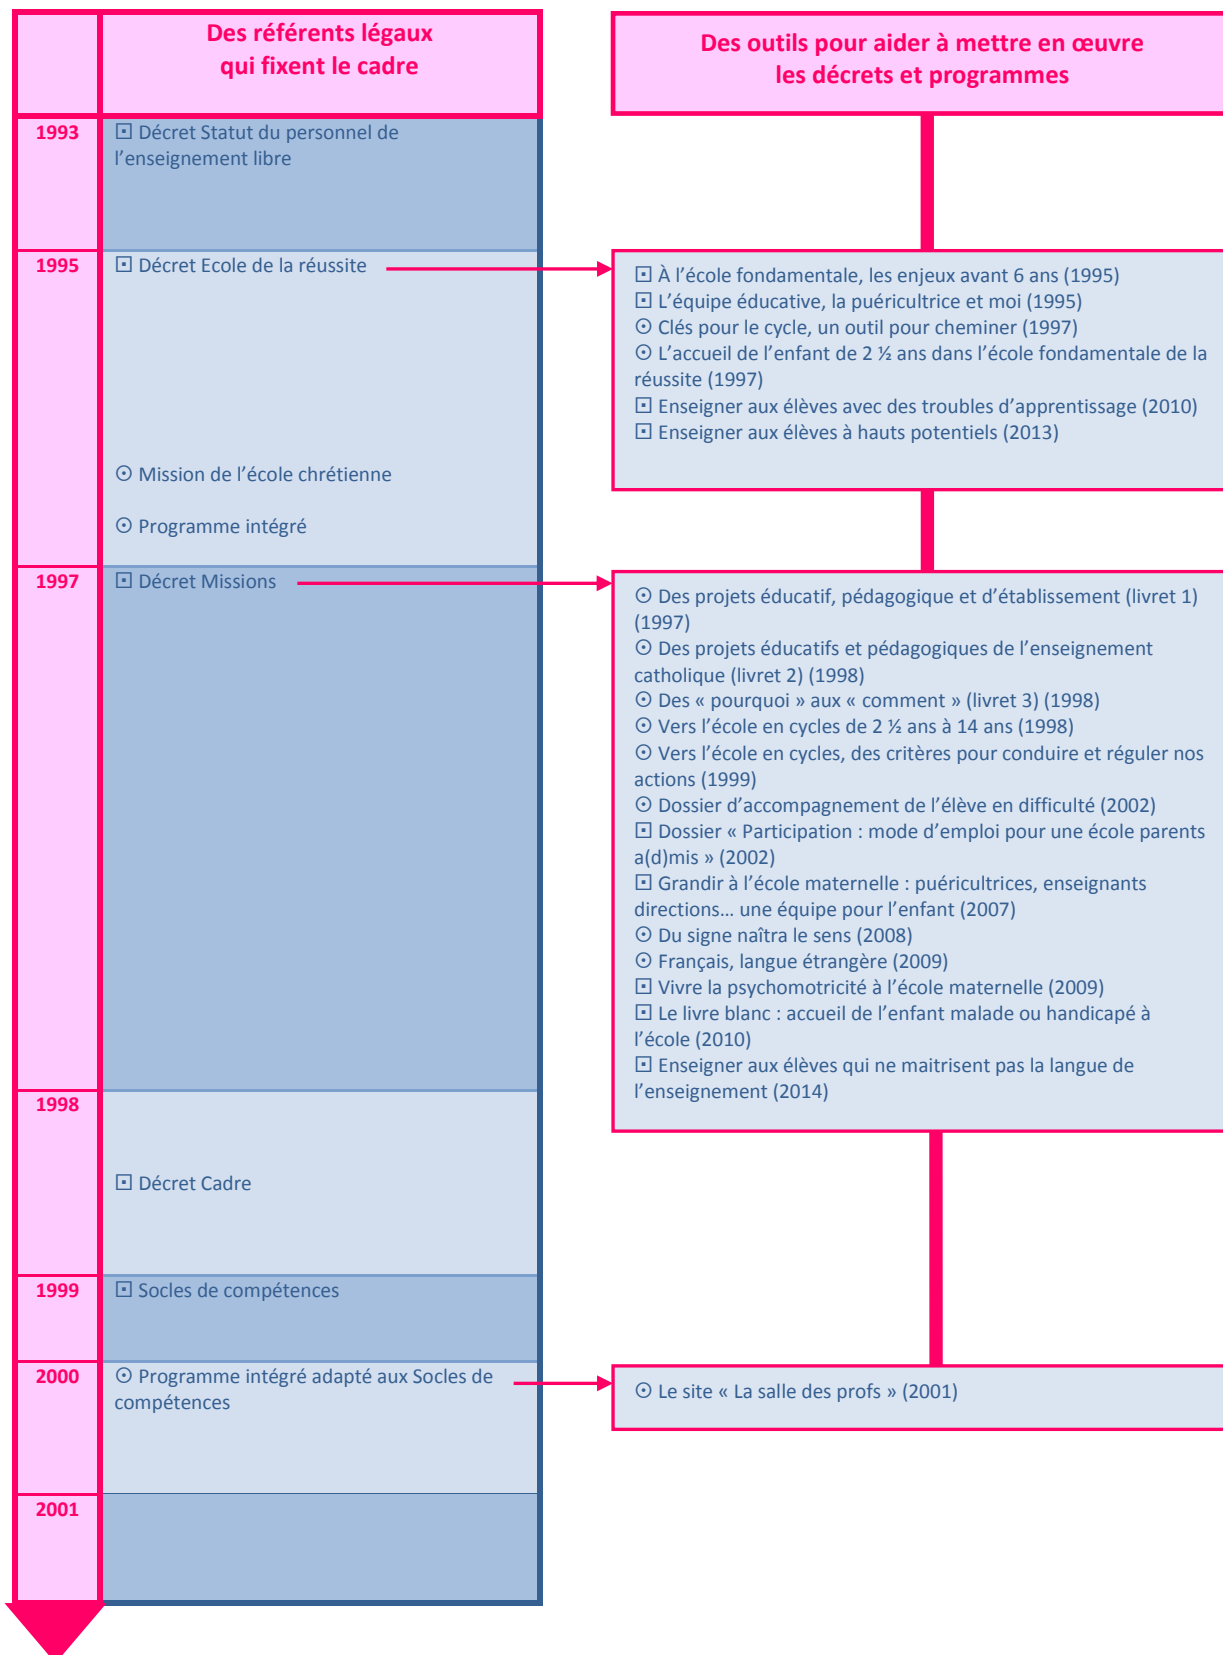 Des référents légaux
qui fixent le cadre
1993
⊡ Décret Statut du personnel de
l’enseignement libre
1995
⊡ Décret Ecole de la réussite
⊙ Mission de l’école chrétienne
⊙ Programme intégré
1997
⊡ Décret Missions
1998
⊡ Décret Cadre
1999
⊡ Socles de compétences
2000
⊙ Programme intégré adapté aux Socles de
compétences
2001
Des outils pour aider à mettre en œuvre
les décrets et programmes
⊡ À l’école fondamentale, les enjeux avant 6 ans (1995)
⊡ L’équipe éducative, la puéricultrice et moi (1995)
⊙ Clés pour le cycle, un outil pour cheminer (1997)
⊙ L’accueil de l’enfant de 2 ½ ans dans l’école fondamentale de la
réussite (1997)
⊡ Enseigner aux élèves avec des troubles d’apprentissage (2010)
⊡ Enseigner aux élèves à hauts potentiels (2013)
⊙ Des projets éducatif, pédagogique et d’établissement (livret 1)
(1997)
⊙ Des projets éducatifs et pédagogiques de l’enseignement
catholique (livret 2) (1998)
⊙ Des « pourquoi » aux « comment » (livret 3) (1998)
⊙ Vers l’école en cycles de 2 ½ ans à 14 ans (1998)
⊙ Vers l’école en cycles, des critères pour conduire et réguler nos
actions (1999)
⊙ Dossier d’accompagnement de l’élève en difficulté (2002)
⊡ Dossier « Participation : mode d’emploi pour une école parents
a(d)mis » (2002)
⊡ Grandir à l’école maternelle : puéricultrices, enseignants
directions… une équipe pour l’enfant (2007)
⊙ Du signe naîtra le sens (2008)
⊙ Français, langue étrangère (2009)
⊡ Vivre la psychomotricité à l’école maternelle (2009)
⊡ Le livre blanc : accueil de l’enfant malade ou handicapé à
l’école (2010)
⊡ Enseigner aux élèves qui ne maitrisent pas la langue de
l’enseignement (2014)
⊙ Le site « La salle des profs » (2001)